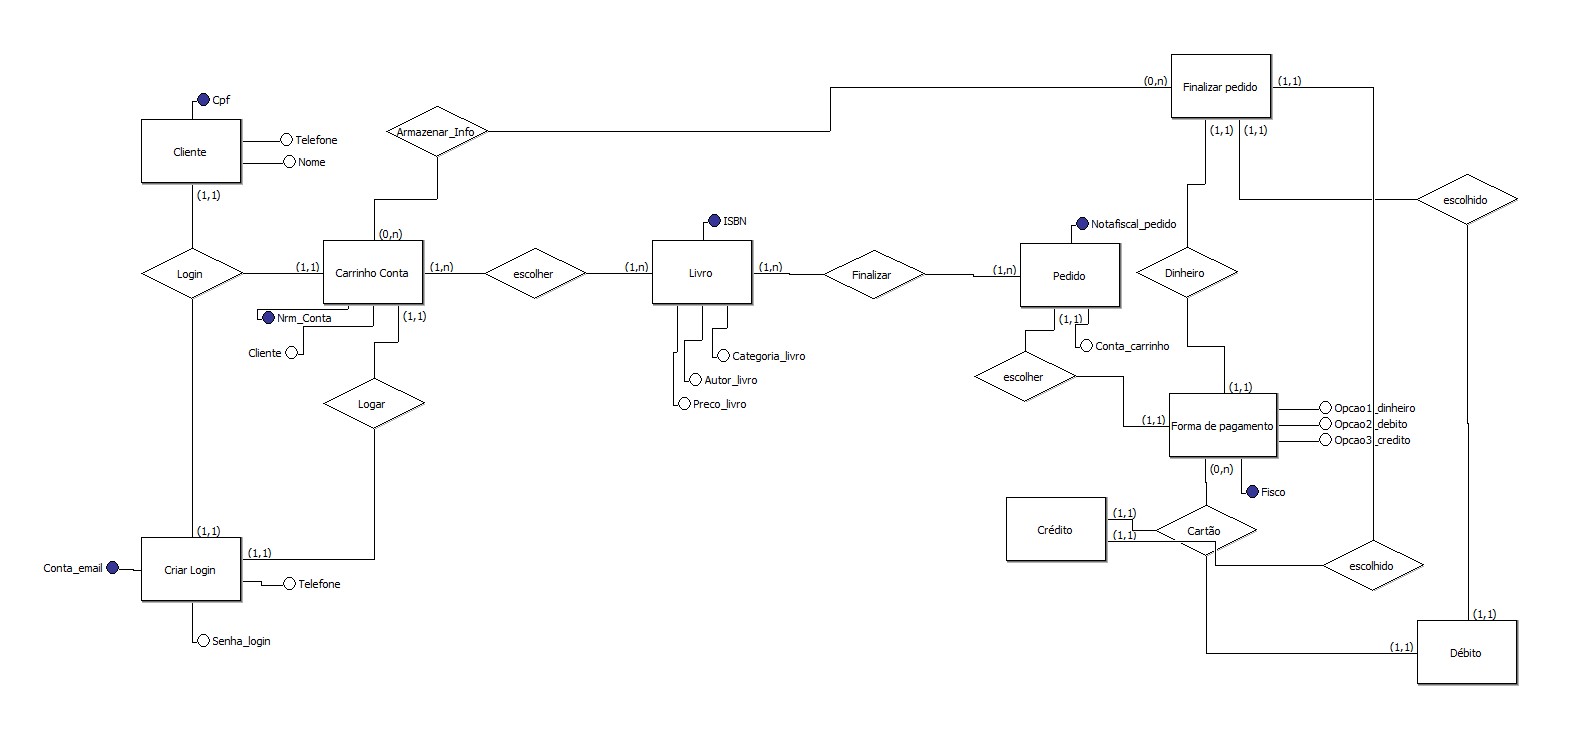 Finalizar pedido
(0,n)
(1,1)
(1,1)
(1,1)
Cpf
Cliente
Telefone
Nome
(1,1)
Armazenar_Info
(0,n)
escolhido
Login
(1,1)
Carrinho Conta
(1,n)
escolher
(1,n)
ISBN
Livro
(1,n)
Finalizar
(1,n)
Notafiscal_pedido
Pedido
Dinheiro
Nrm_Conta
(1,1)
Cliente
(1,1)
Conta_carrinho
Categoria_livro
Autor_livro
Preco_livro
escolher
(1,1)
Logar
(1,1)
Forma de pagamento
Opcao1_dinheiro
Opcao2_debito
Opcao3_credito
(0,n)
Fisco
Crédito
(1,1)
(1,1)
Cartão
escolhido
(1,1)
(1,1)
Conta_email
Criar Login
Telefone
Senha_login
(1,1)
(1,1)
Débito